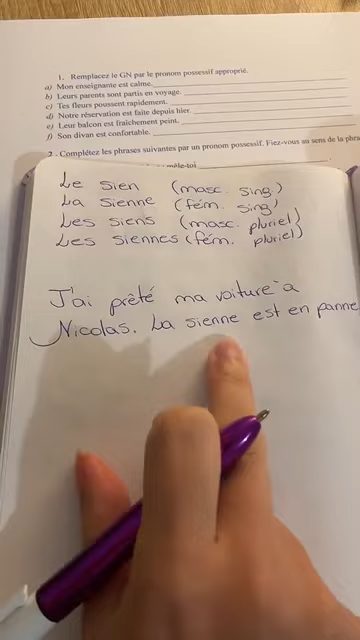 1. Remplacez le GN par le pronom possessif approprié.
a) Mon enseignante est calme.
b) Leurs parents sont partis en voyage.
c) Tes fleurs poussent rapidement.
d) Notre réservation est faite depuis hier.
e) Leur balcon est fraîchement peint.
f) Son divan est confortable.
2. Complétez les phrases suivantes par un pronom possessif. Fiez-vous au sens de la phra
mêle-toi
Le sien (masc. sing.)
La sienne (fém. sing)
Les siens (masc. pluriel)
Les siennes (fém. pluriel)
J'ai prêté ma voiture à
Nicolas. La sienne est en panne